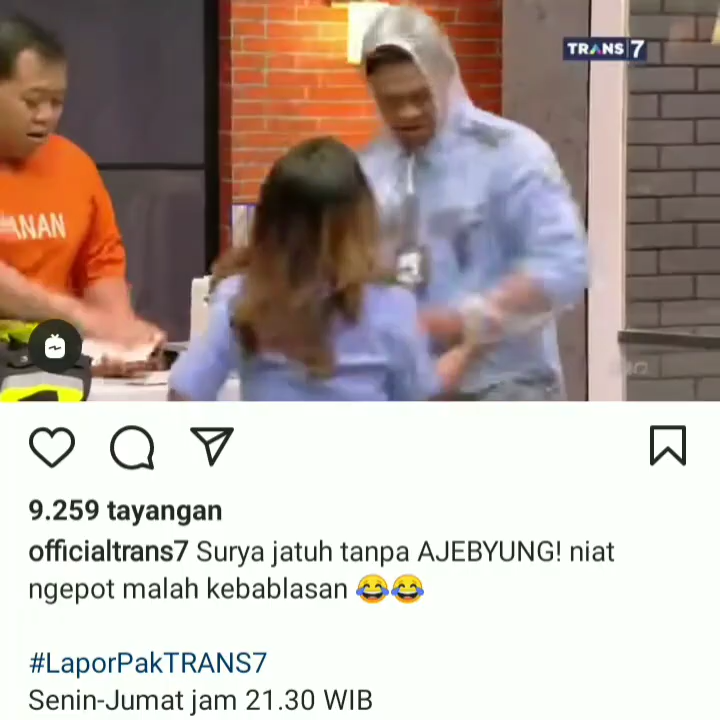 TRANS|7
ANAN
9.259 tayangan
officialtrans7 Surya jatuh tanpa AJEBYUNG! niat
ngepot malah kebablasan 😂😂
#LaporPakTRANS7
Senin-Jumat jam 21.30 WIB